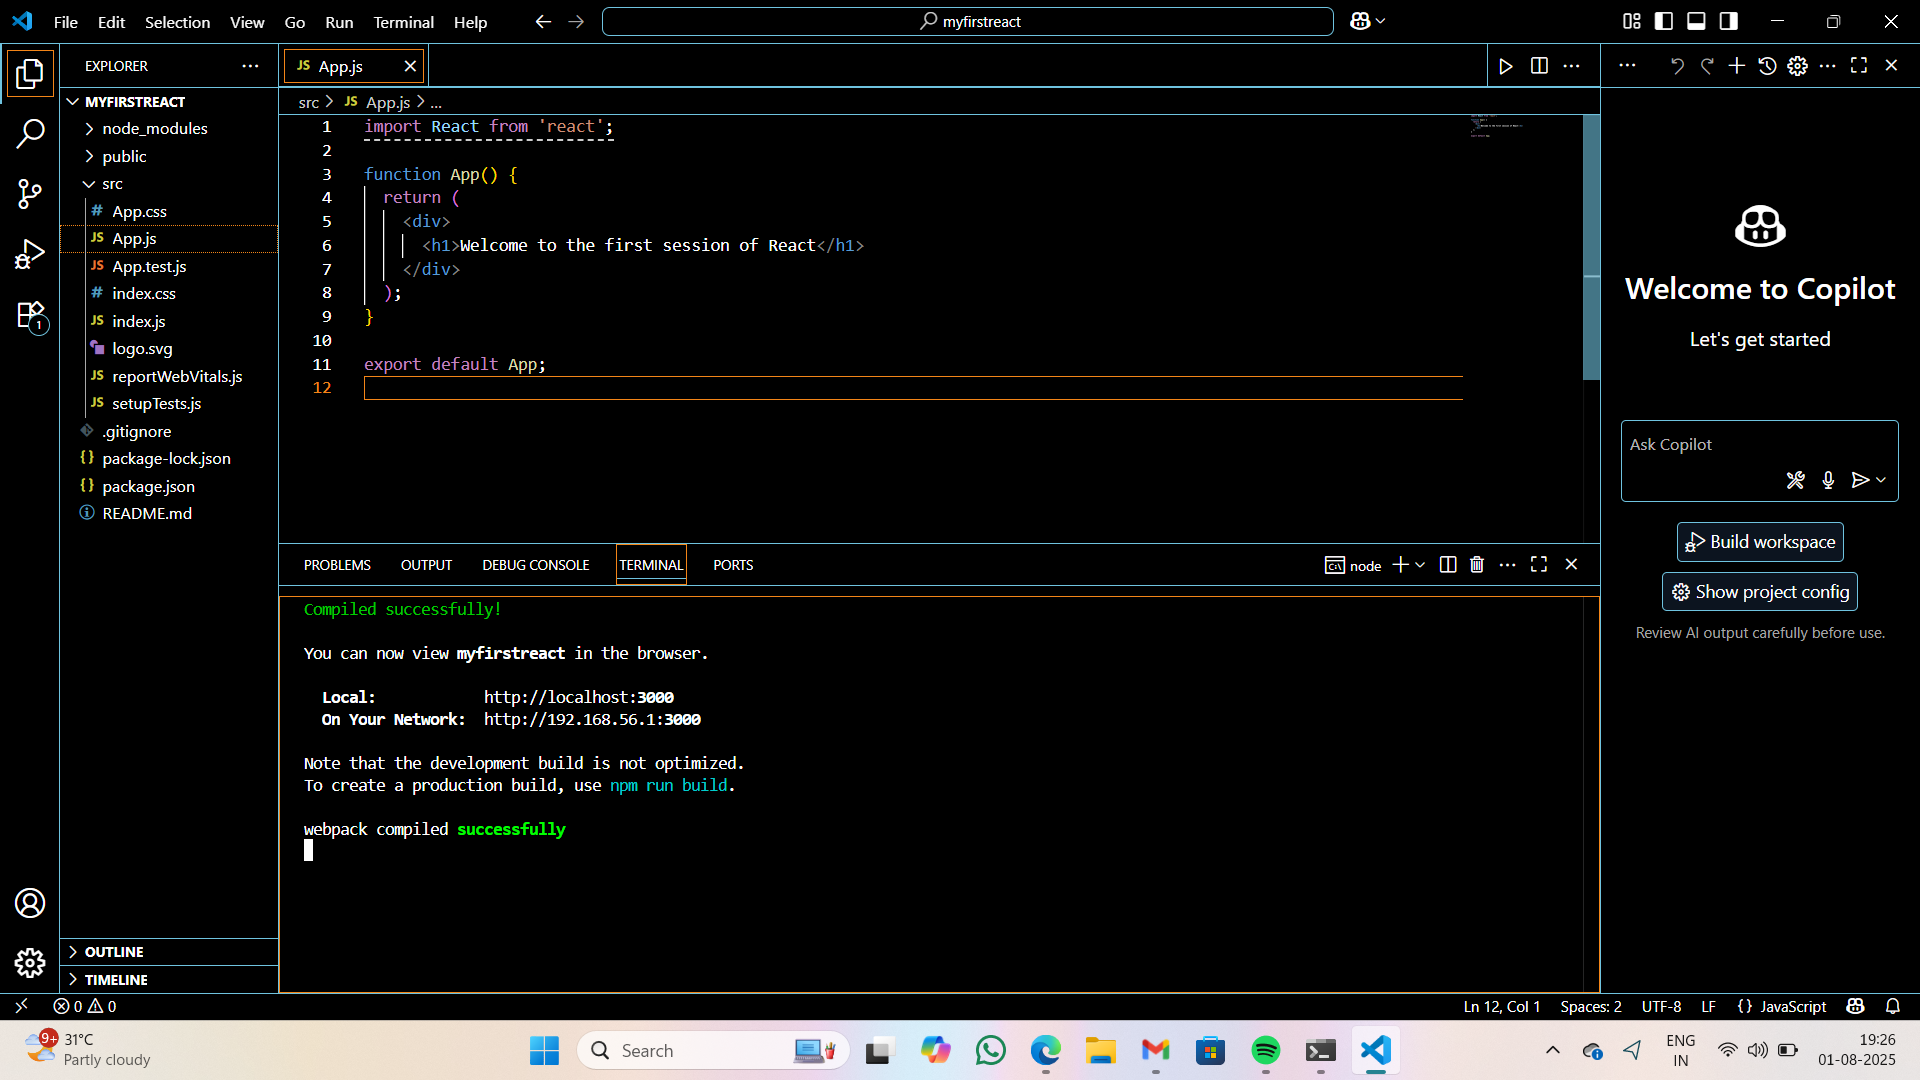 File Edit Selection View Go Run Terminal Help
myfirstreact
EXPLORER
MYFIRSTREACT
node_modules
public
src
# App.css
JS App.js
JS App.test.js
# index.css
JS index.js
logo.svg
JS reportWebVitals.js
JS setupTests.js
.gitignore
{} package-lock.json
{} package.json
README.md
OUTLINE
TIMELINE
1
JS App.js
src > JS App.js > ...
1 import React from 'react';
2
3 function App() {
4 return (
5 <div>
6 <h1>Welcome to the first session of React</h1>
7 </div>
8 );
9 }
10
11 export default App;
12
PROBLEMS OUTPUT DEBUG CONSOLE TERMINAL PORTS
node
Compiled successfully!
You can now view myfirstreact in the browser.
Local: http://localhost:3000
On Your Network: http://192.168.56.1:3000
Note that the development build is not optimized.
To create a production build, use npm run build.
webpack compiled successfully
Welcome to Copilot
Let's get started
Ask Copilot
Build workspace
Show project config
Review AI output carefully before use.
0 0
Ln 12, Col 1 Spaces: 2 UTF-8 LF {} JavaScript
9+
31°C
Partly cloudy
Search
ENG
IN
19:26
01-08-2025